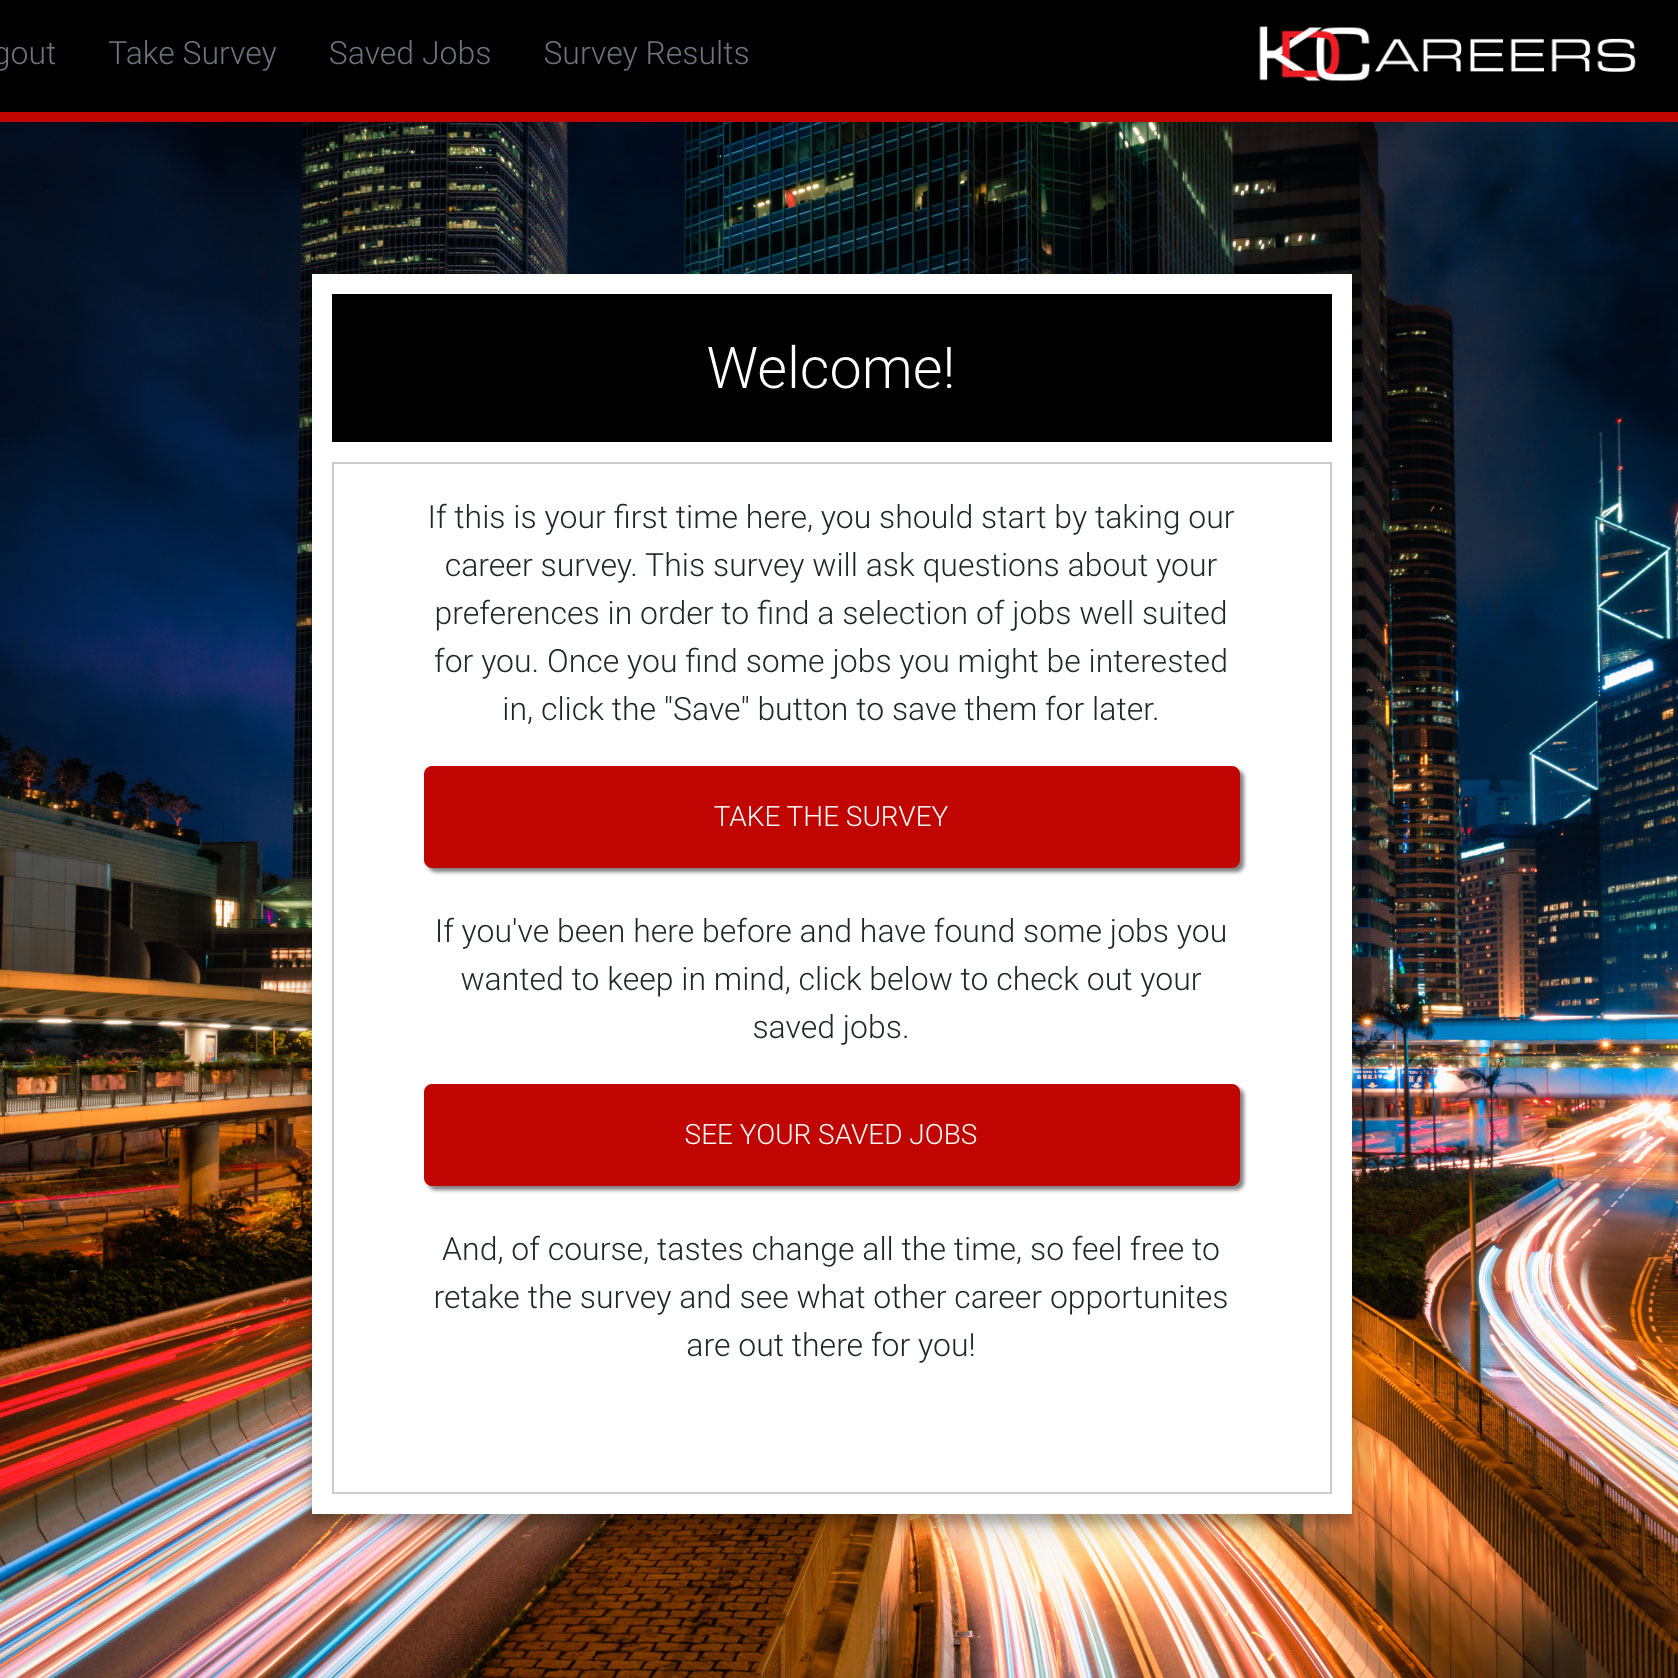 gout Take Survey Saved Jobs Survey Results KDCAREERS
Welcome!
If this is your first time here, you should start by taking our
career survey. This survey will ask questions about your
preferences in order to find a selection of jobs well suited
for you. Once you find some jobs you might be interested
in, click the "Save" button to save them for later.
TAKE THE SURVEY
If you've been here before and have found some jobs you
wanted to keep in mind, click below to check out your
saved jobs.
SEE YOUR SAVED JOBS
And, of course, tastes change all the time, so feel free to
retake the survey and see what other career opportunites
are out there for you!